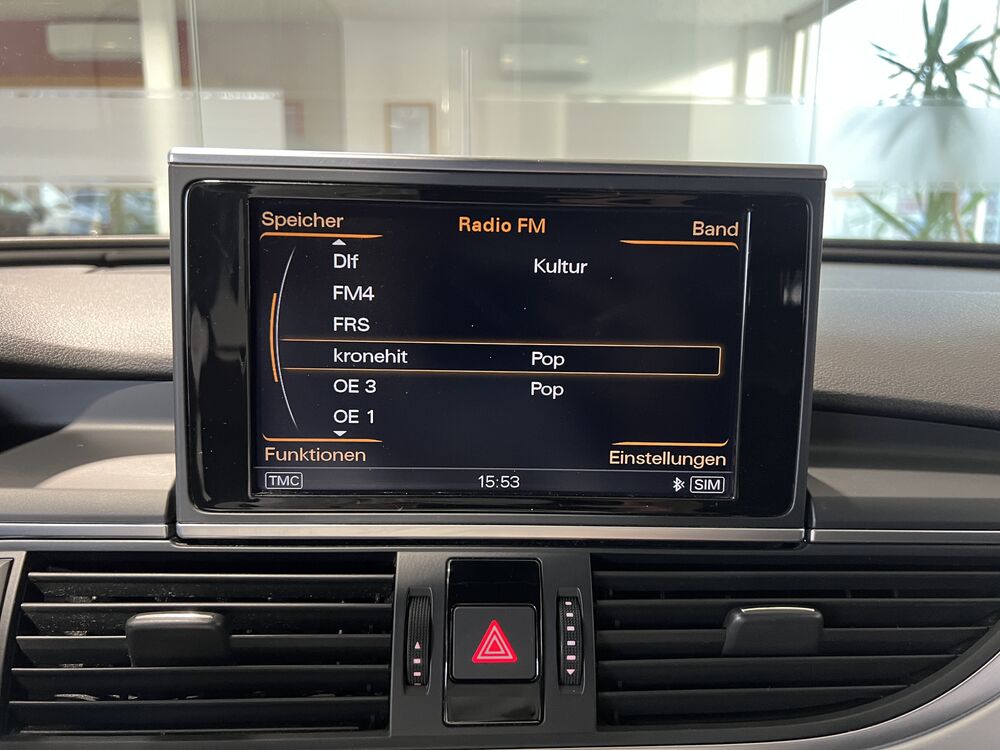 Speicher Radio FM Band
Dlf Kultur
FM4
FRS
kronehit Pop
OE 3 Pop
OE 1
Funktionen Einstellungen
TMC 15:53 SIM